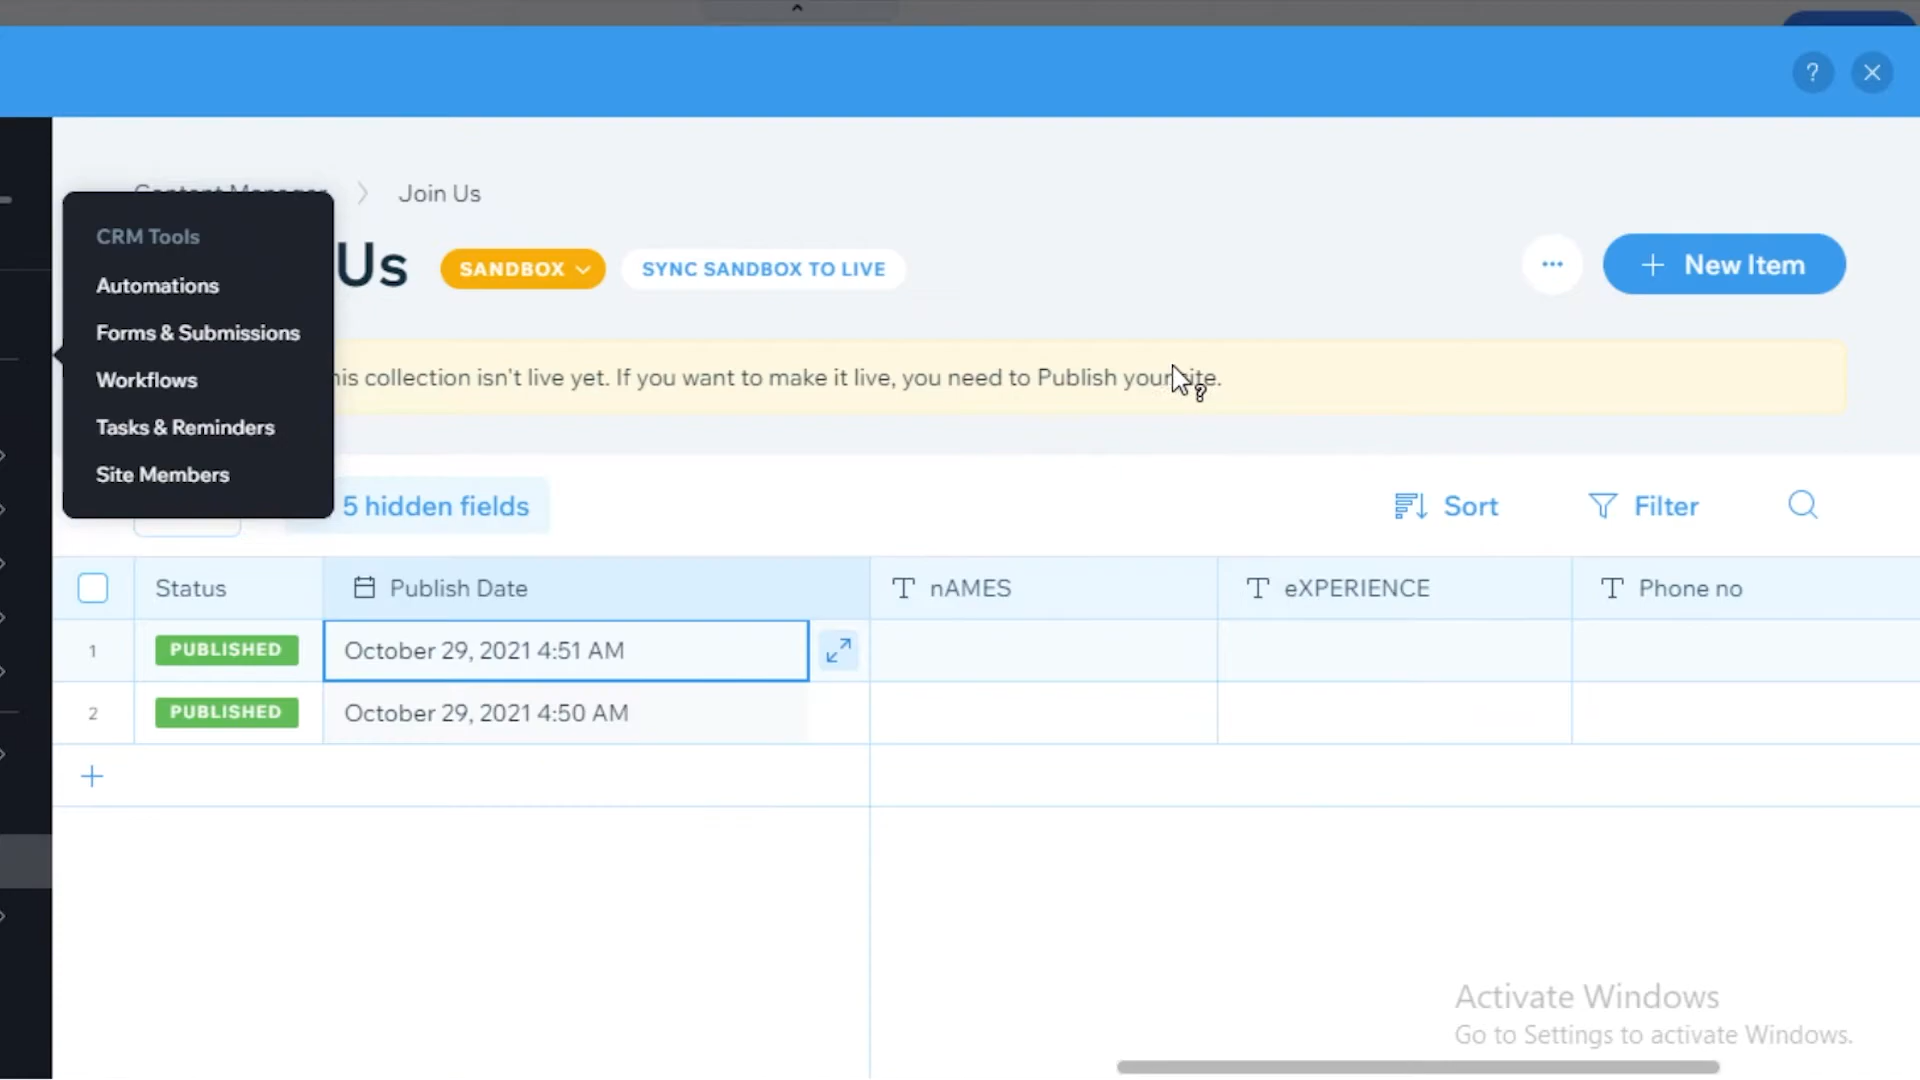 ?
Content Manager
Join Us
CRM Tools
Automations
Forms & Submissions
Workflows
Tasks & Reminders
Site Members
Us
SANDBOX
SYNC SANDBOX TO LIVE
...
+ New Item
his collection isn't live yet. If you want to make it live, you need to Publish your site.
5 hidden fields
Sort
Filter
Status
Publish Date
T nAMES
T eXPERIENCE
T Phone no
1
PUBLISHED
October 29, 2021 4:51 AM
2
PUBLISHED
October 29, 2021 4:50 AM
+
Activate Windows
Go to Settings to activate Windows.